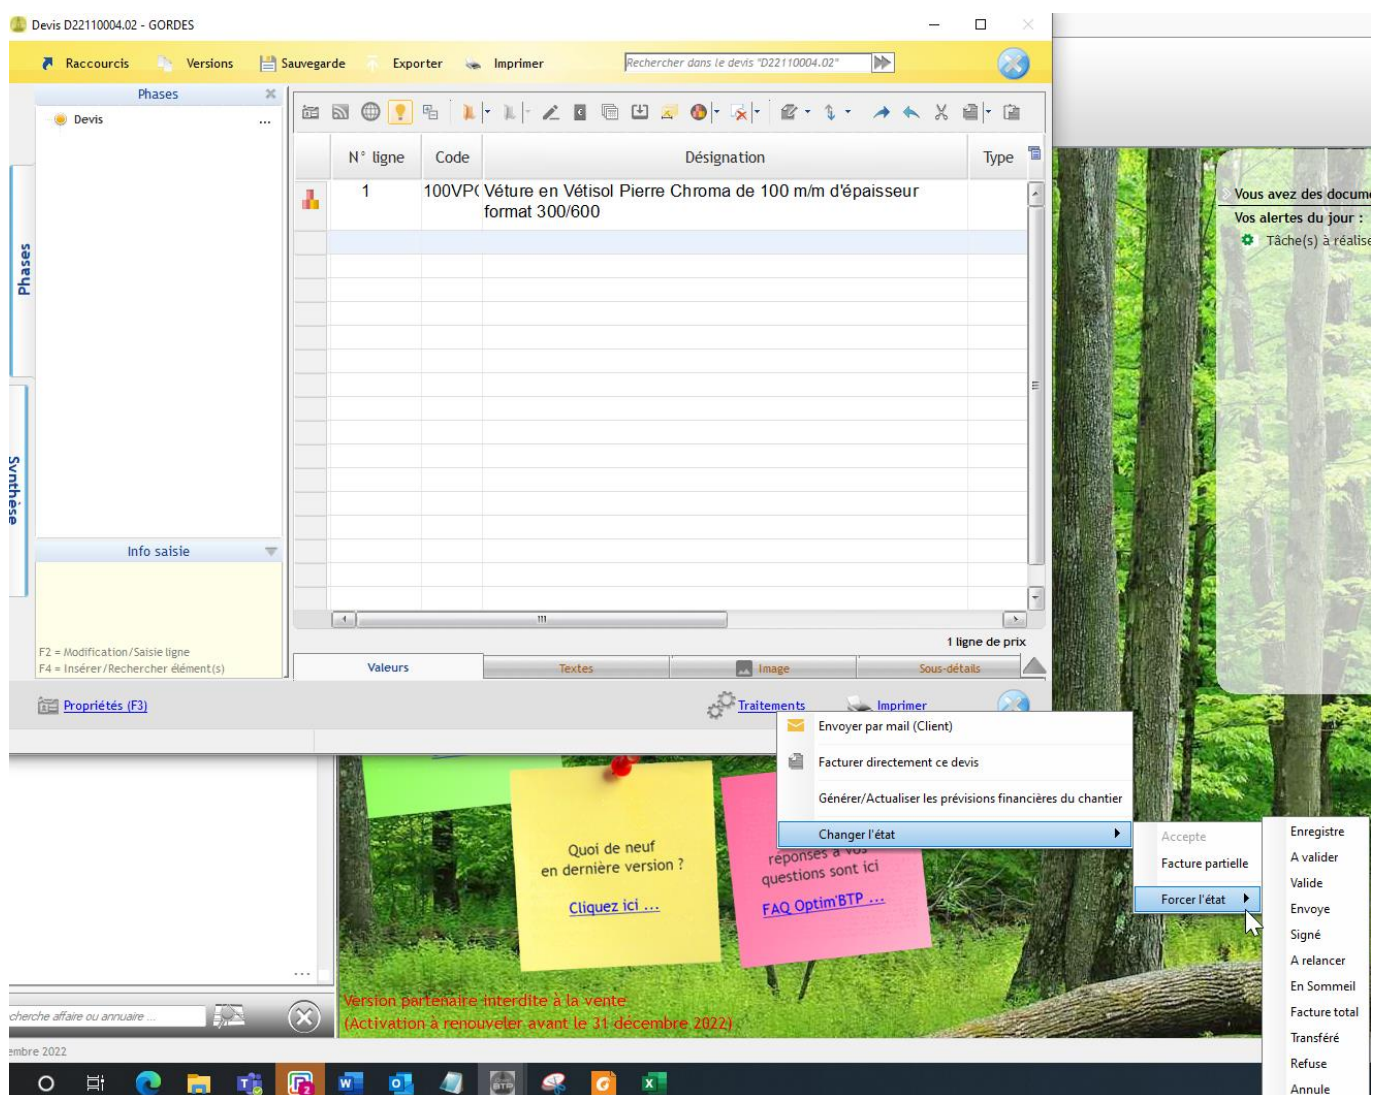 Devis D22110004.02 - GORDES
Raccourcis Versions Sauvegarde Exporter Imprimer Rechercher dans le devis "D22110004.02"
Phases
Devis ...
N° ligne Code Désignation Type
1 100VP( Véture en Vétisol Pierre Chroma de 100 m/m d'épaisseur
format 300/600
Phases
Synthèse
Info saisie
F2 = Modification/Saisie ligne
F4 = Insérer/Rechercher élément(s)
1 ligne de prix
Valeurs Textes Image Sous-détails
Propriétés (F3) Traitements Imprimer
Vous avez des docume
Vos alertes du jour :
Tâche(s) à réalise
Envoyer par mail (Client)
Facturer directement ce devis
Générer/Actualiser les prévisions financières du chantier
Changer l'état
Accepte
Facture partielle
Forcer l'état
Enregistre
A valider
Valide
Envoye
Signé
A relancer
En Sommeil
Facture total
Transféré
Refuse
Annule
Quoi de neuf
en dernière version ?
Cliquez ici ...
réponses à vos
questions sont ici
FAQ Optim'BTP ...
Version partenaire interdite à la vente
(Activation à renouveler avant le 31 décembre 2022)
...
cherche affaire ou annuaire ...
embre 2022
BTP